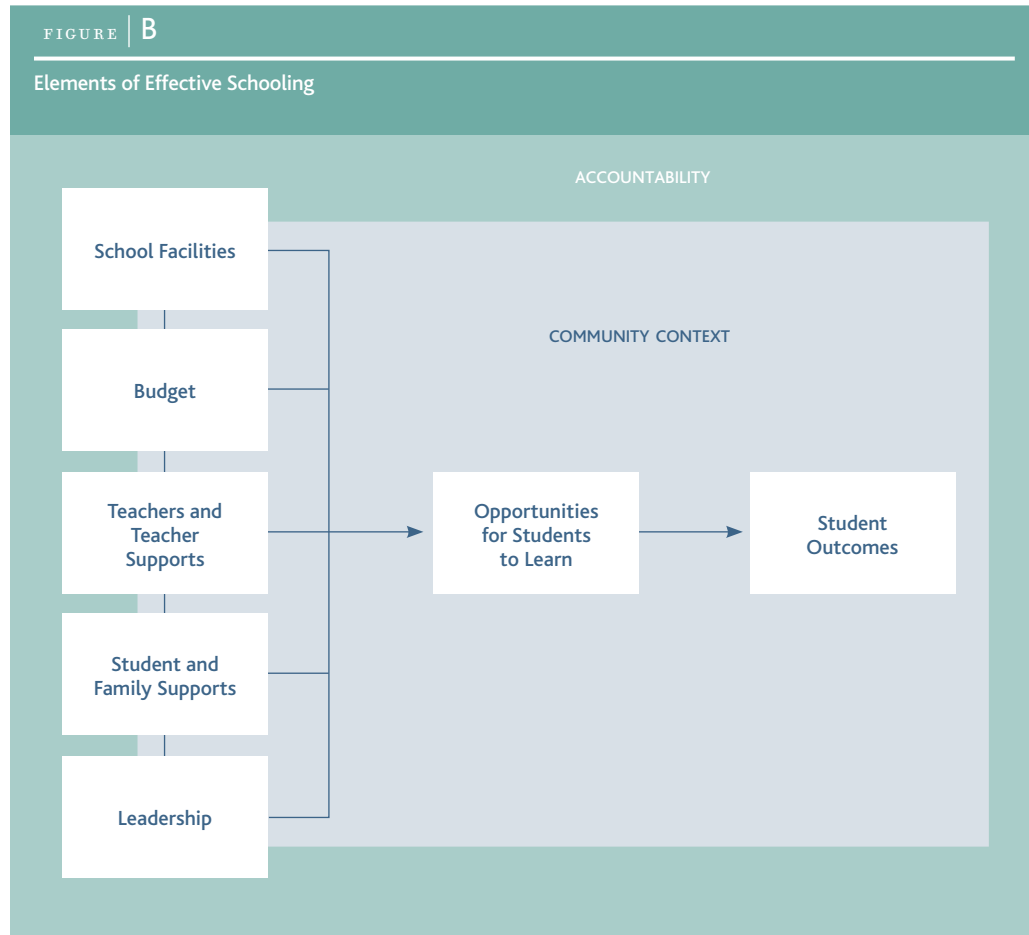 FIGURE | B
Elements of Effective Schooling
ACCOUNTABILITY
School Facilities
COMMUNITY CONTEXT
Budget
Teachers and
Teacher
Supports
Opportunities
for Students
to Learn
Student
Outcomes
Student and
Family Supports
Leadership